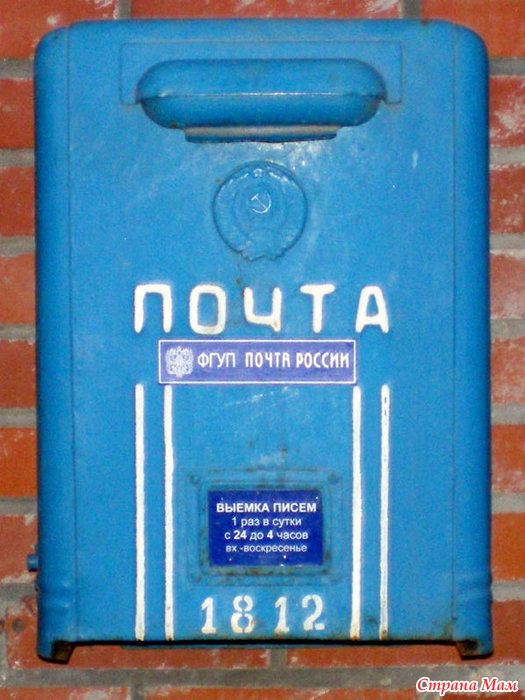 ПОЧТА
ФГУП ПОЧТА РОССИИ
ВЫЕМКА ПИСЕМ
1 раз в сутки
с 24 до 4 часов
вх.-воскресенье
1812
Страна Мам